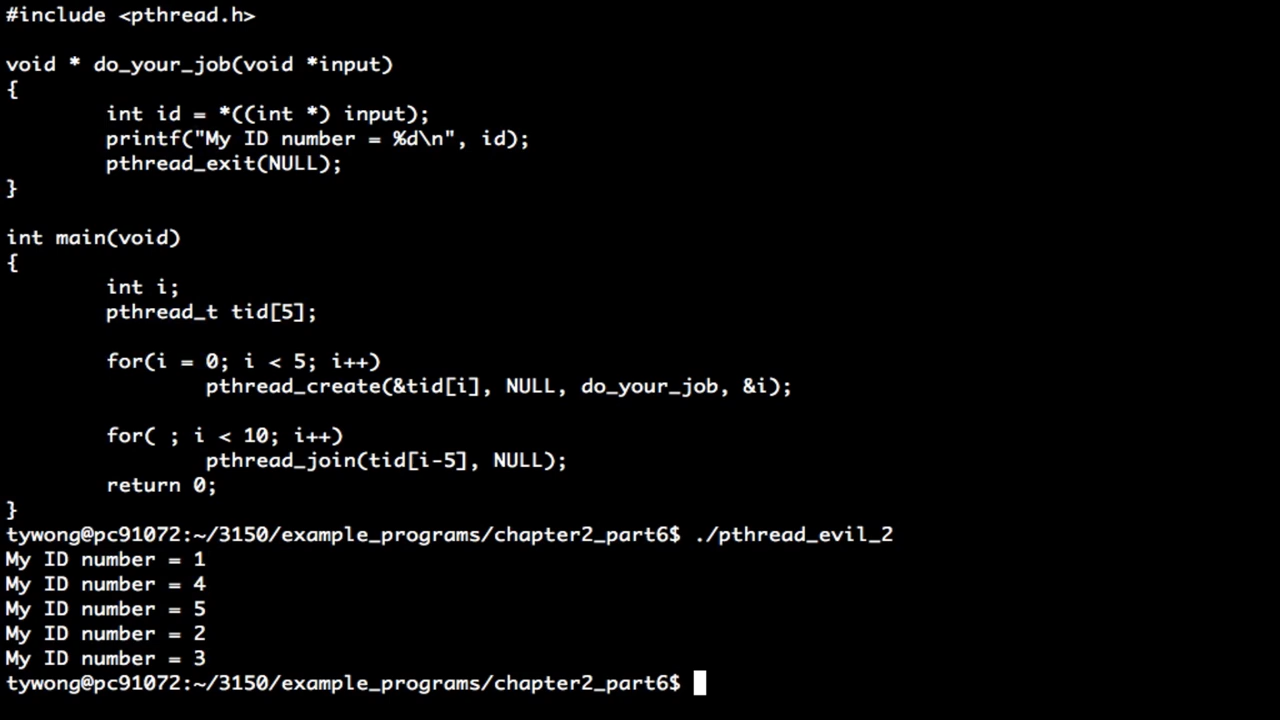 #include <pthread.h>
void * do_your_job(void *input)
{
int id = *((int *) input);
printf("My ID number = %d\n", id);
pthread_exit(NULL);
}
int main(void)
{
int i;
pthread_t tid[5];
for(i = 0; i < 5; i++)
pthread_create(&tid[i], NULL, do_your_job, &i);
for( ; i < 10; i++)
pthread_join(tid[i-5], NULL);
return 0;
}
tywong@pc91072:~/3150/example_programs/chapter2_part6$ ./pthread_evil_2
My ID number = 1
My ID number = 4
My ID number = 5
My ID number = 2
My ID number = 3
tywong@pc91072:~/3150/example_programs/chapter2_part6$